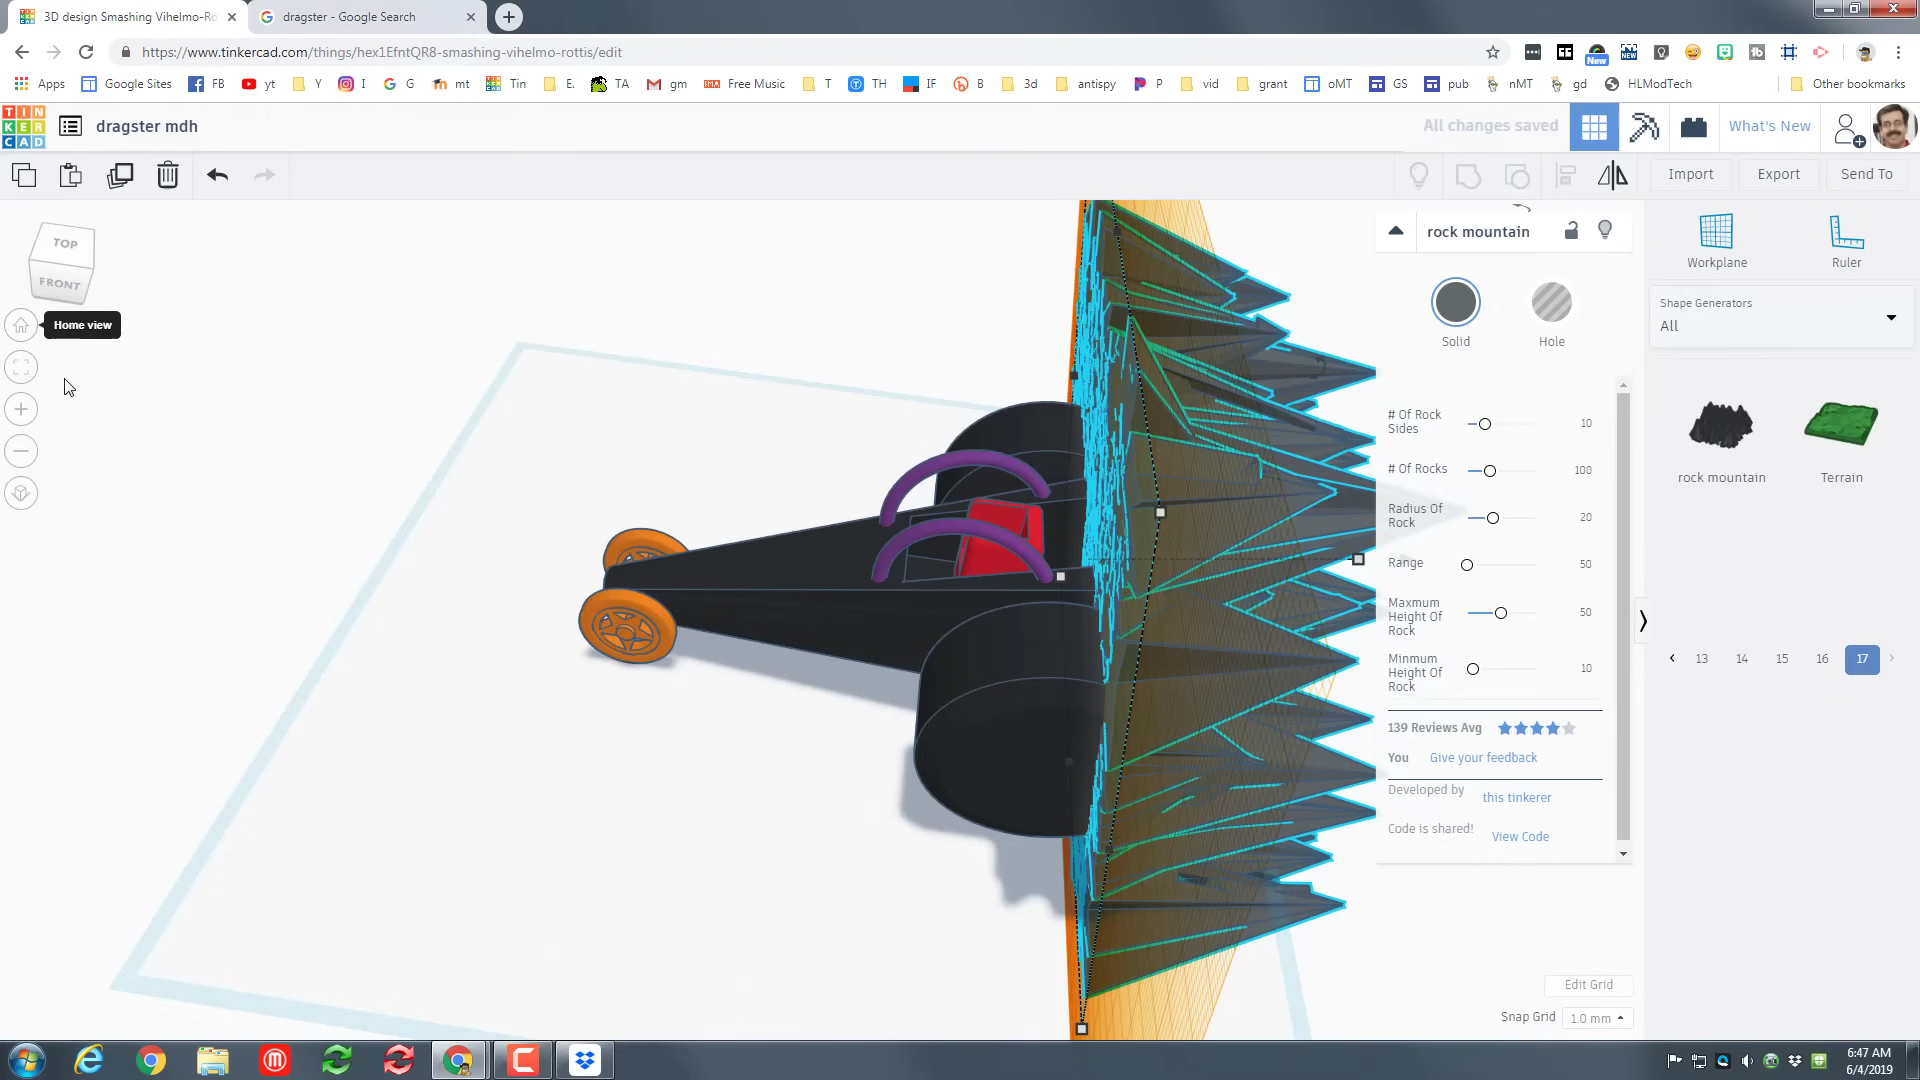 3D design Smashing Vihelmo-Ro
dragster - Google Search
https://www.tinkercad.com/things/hex1EfntQR8-smashing-vihelmo-rottis/edit
New
NEW
Apps
Google Sites
FB
yt
Y
I
G
mt
Tin
E.
TA
gm
Free Music
T
TH
IF
B
3d
antispy
P
vid
grant
oMT
GS
pub
nMT
gd
HLModTech
Other bookmarks
TIN
KER
CAD
dragster mdh
All changes saved
What's New
Import
Export
Send To
TOP
FRONT
Home view
rock mountain
Solid
Hole
# Of Rock Sides
10
# Of Rocks
100
Radius Of Rock
20
Range
50
Maxmum Height Of Rock
50
Minmum Height Of Rock
10
139 Reviews Avg
You
Give your feedback
Developed by
this tinkerer
Code is shared!
View Code
Workplane
Ruler
Shape Generators
All
rock mountain
Terrain
13
14
15
16
17
Edit Grid
Snap Grid
1.0 mm
6:47 AM
6/4/2019